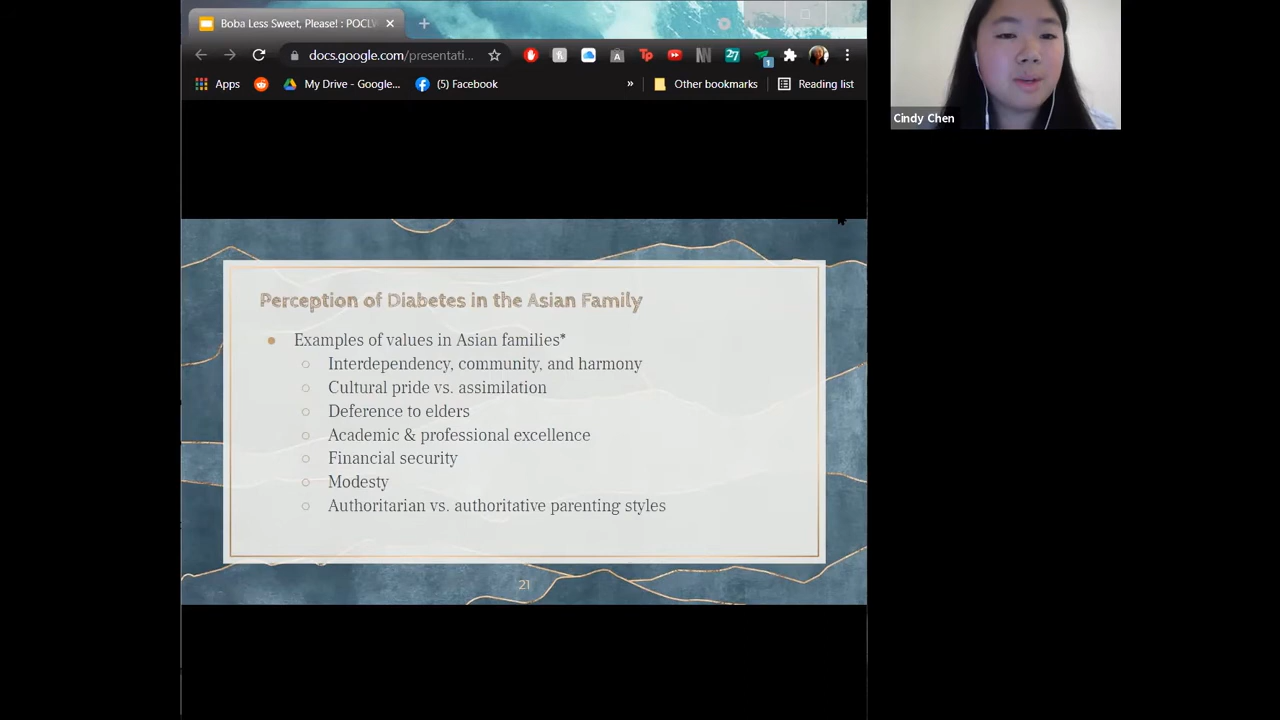 Boba Less Sweet, Please! : POCL
docs.google.com/presentati...
Tp
27
1
Apps
My Drive - Google...
(5) Facebook
»
Other bookmarks
Reading list
Cindy Chen
Perception of Diabetes in the Asian Family
Examples of values in Asian families*
Interdependency, community, and harmony
Cultural pride vs. assimilation
Deference to elders
Academic & professional excellence
Financial security
Modesty
Authoritarian vs. authoritative parenting styles
21